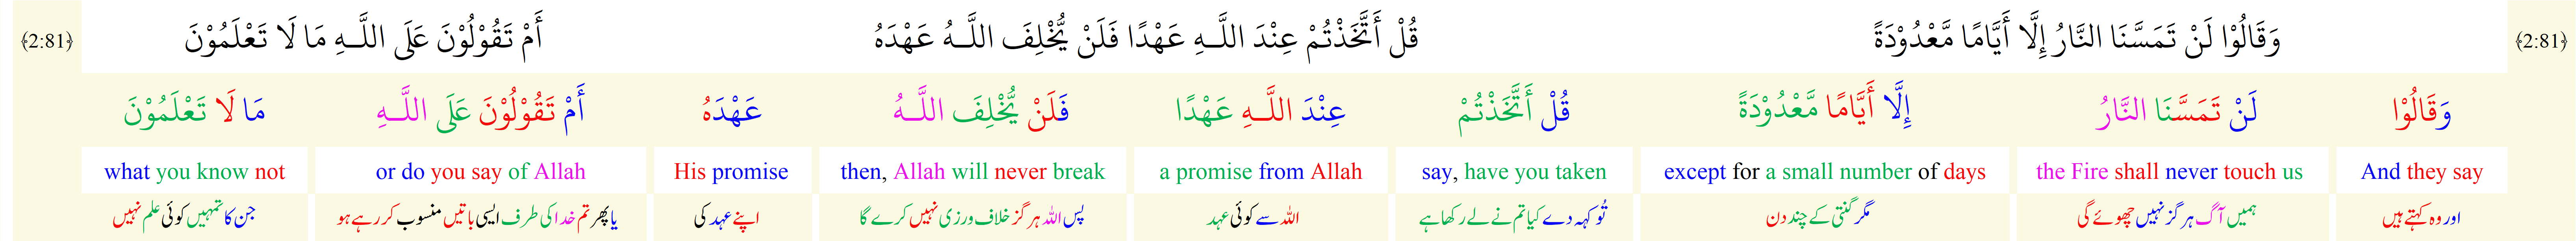 ﴿2:81﴾ وَقَالُوْا لَنْ تَمَسَّنَا النَّارُ إِلَّا أَيَّامًا مَّعْدُوْدَةً قُلْ أَتَّخَذْتُمْ عِنْدَ اللَّـهِ عَهْدًا فَلَنْ يُّخْلِفَ اللَّـهُ عَهْدَهُ أَمْ تَقُوْلُوْنَ عَلَى اللَّـهِ مَا لَا تَعْلَمُوْنَ ﴿2:81﴾
وَقَالُوْا لَنْ تَمَسَّنَا النَّارُ إِلَّا أَيَّامًا مَّعْدُوْدَةً قُلْ أَتَّخَذْتُمْ عِنْدَ اللَّـهِ عَهْدًا فَلَنْ يُّخْلِفَ اللَّـهُ عَهْدَهُ أَمْ تَقُوْلُوْنَ عَلَى اللَّـهِ مَا لَا تَعْلَمُوْنَ
And they say the Fire shall never touch us except for a small number of days say, have you taken a promise from Allah then, Allah will never break His promise or do you say of Allah what you know not
اور وہ کہتے ہیں ہمیں آگ ہرگز نہیں چھوئے گی مگر گنتی کے چند دن تُو کہہ دے کیا تم نے لے رکھا ہے اللہ سے کوئی عہد پس اللہ ہرگز خلاف ورزی نہیں کرے گا اپنے عہد کی یا پھر تم خدا کی طرف ایسی باتیں منسوب کر رہے ہو جن کا تمہیں کوئی علم نہیں